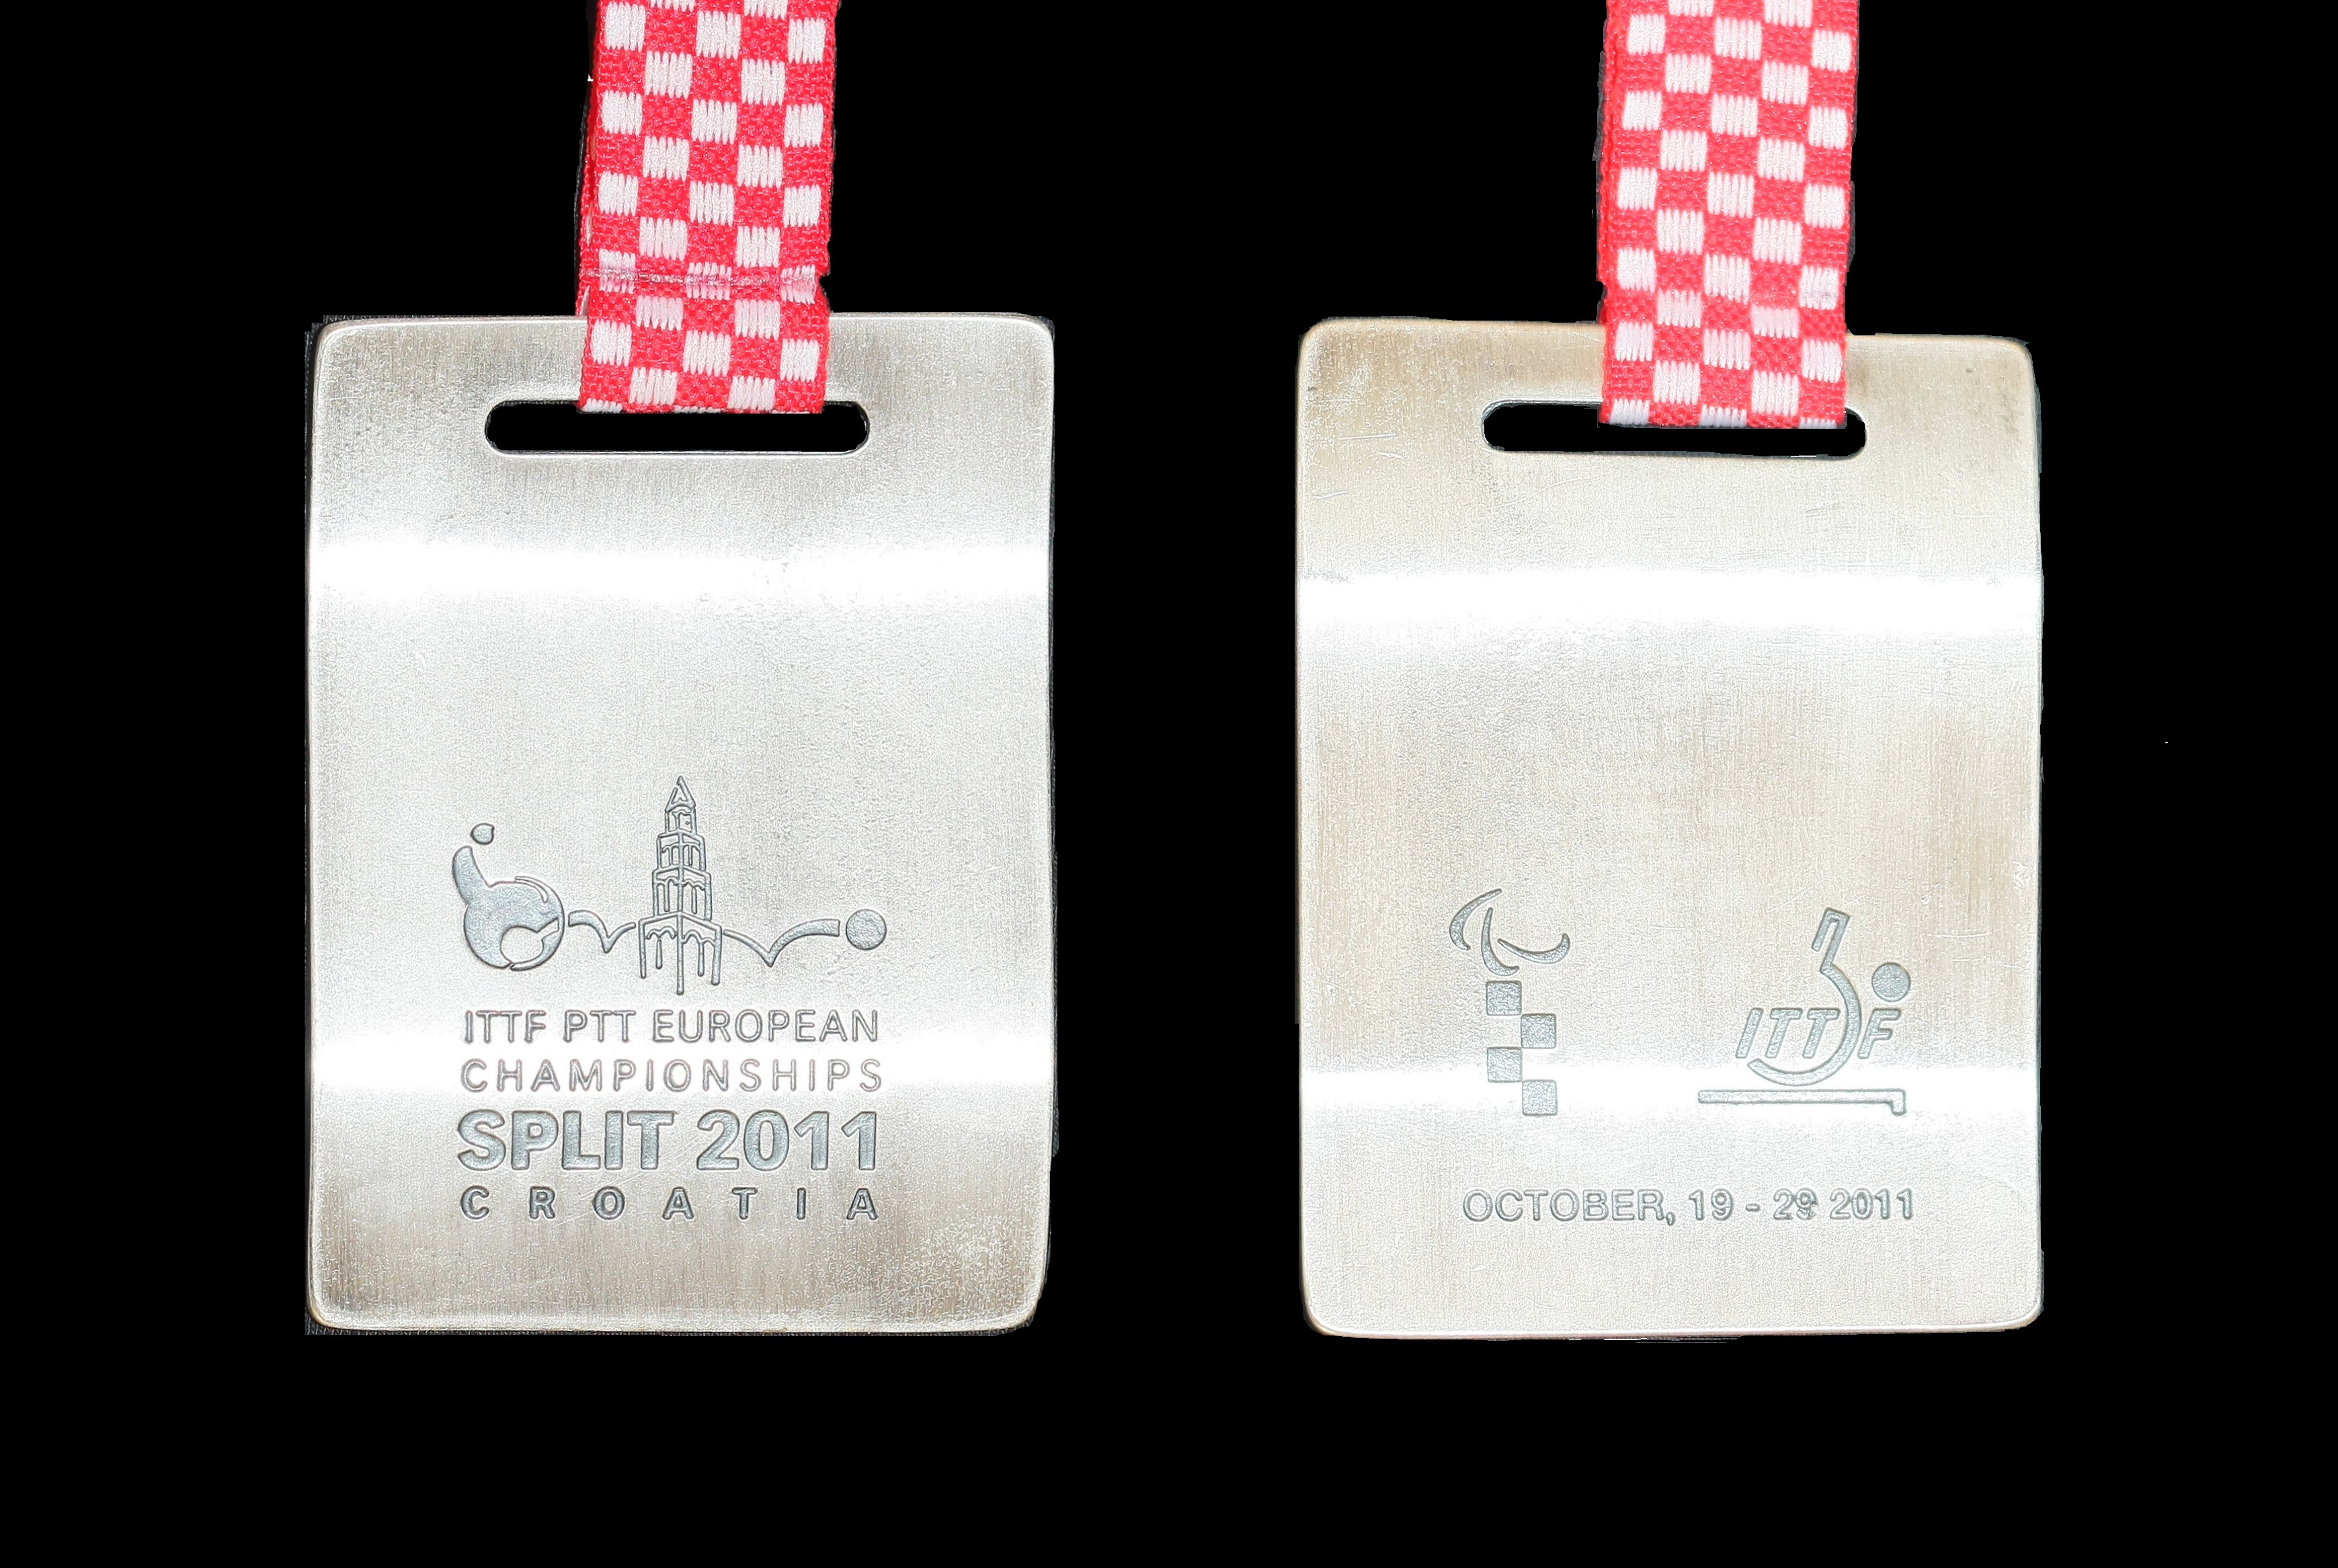 ITTF PTT EUROPEAN
CHAMPIONSHIPS
SPLIT 2011
CROATIA
ITTF
OCTOBER, 19 - 29 2011